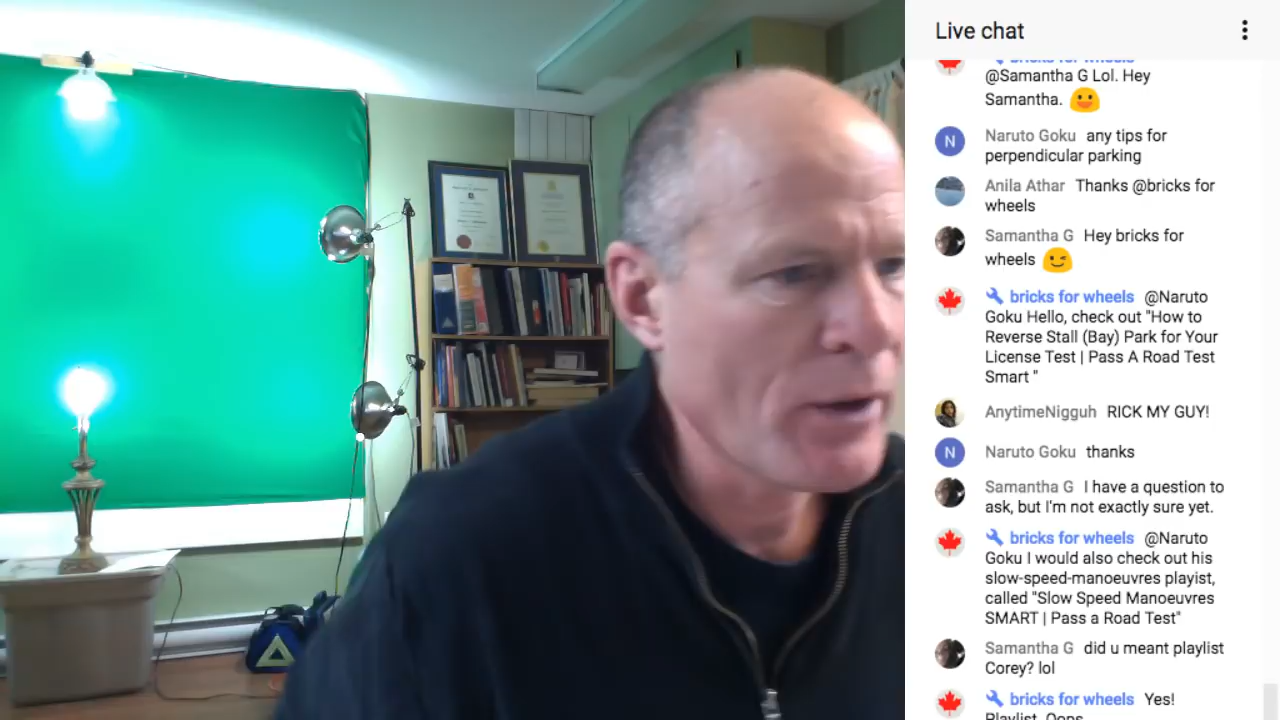 Live chat
bricks for wheels
@Samantha G Lol. Hey
Samantha.
Naruto Goku any tips for
perpendicular parking
Anila Athar Thanks @bricks for
wheels
Samantha G Hey bricks for
wheels
bricks for wheels @Naruto
Goku Hello, check out "How to
Reverse Stall (Bay) Park for Your
License Test | Pass A Road Test
Smart "
AnytimeNigguh RICK MY GUY!
N
Naruto Goku thanks
Samantha G I have a question to
ask, but I'm not exactly sure yet.
bricks for wheels @Naruto
Goku I would also check out his
slow-speed-manoeuvres playist,
called "Slow Speed Manoeuvres
SMART | Pass a Road Test"
Samantha G did u meant playlist
Corey? lol
bricks for wheels Yes!
Playlist. Oops